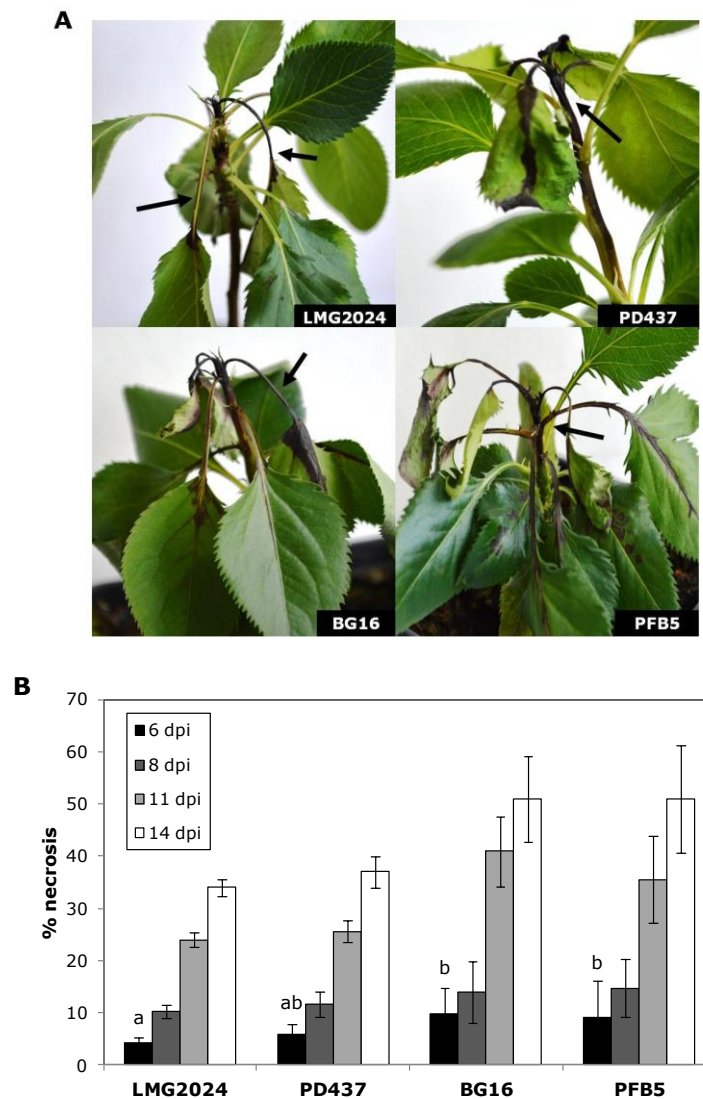 A
LMG2024
PD437
BG16
PFB5
B
70
60
50
40
30
20
10
0
% necrosis
6 dpi
8 dpi
11 dpi
14 dpi
a
ab
b
b
LMG2024
PD437
BG16
PFB5